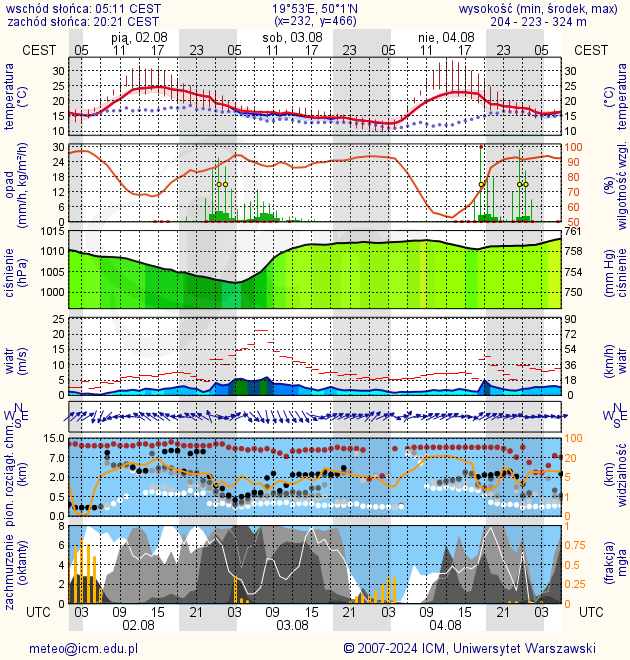 wschód słońca: 05:11 CEST 19°53'E, 50°1'N wysokość (min, środek, max)
zachód słońca: 20:21 CEST (x=232, y=466) 204 - 223 - 324 m
pią, 02.08 sob, 03.08 nie, 04.08
CEST 05 11 17 23 05 11 17 23 05 11 17 23 05 CEST
temperatura (°C) 30 25 20 15 10 30 25 20 15 10 (°C) temperatura
opad (mm/h, kg/m²/h) 30 24 18 12 6 0 100 90 80 70 60 50 (%) wilgotność wzgl.
ciśnienie (hPa) 1015 1010 1005 1000 761 758 754 750 (mm Hg) ciśnienie
wiatr (m/s) 25 20 15 10 5 0 90 72 54 36 18 0 (km/h) wiatr
N W E S N W E S
pion. rozciągł. chm. (km) 15.0 7.0 2.0 0.5 0.0 100 20 5 1 0 (km) widzialność
zachmurzenie (oktanty) 8 6 4 2 0 1 0.75 0.5 0.25 0 (frakcja) mgła
UTC 03 09 15 21 03 09 15 21 03 09 15 21 03 UTC
02.08 03.08 04.08
meteo@icm.edu.pl © 2007-2024 ICM, Uniwersytet Warszawski